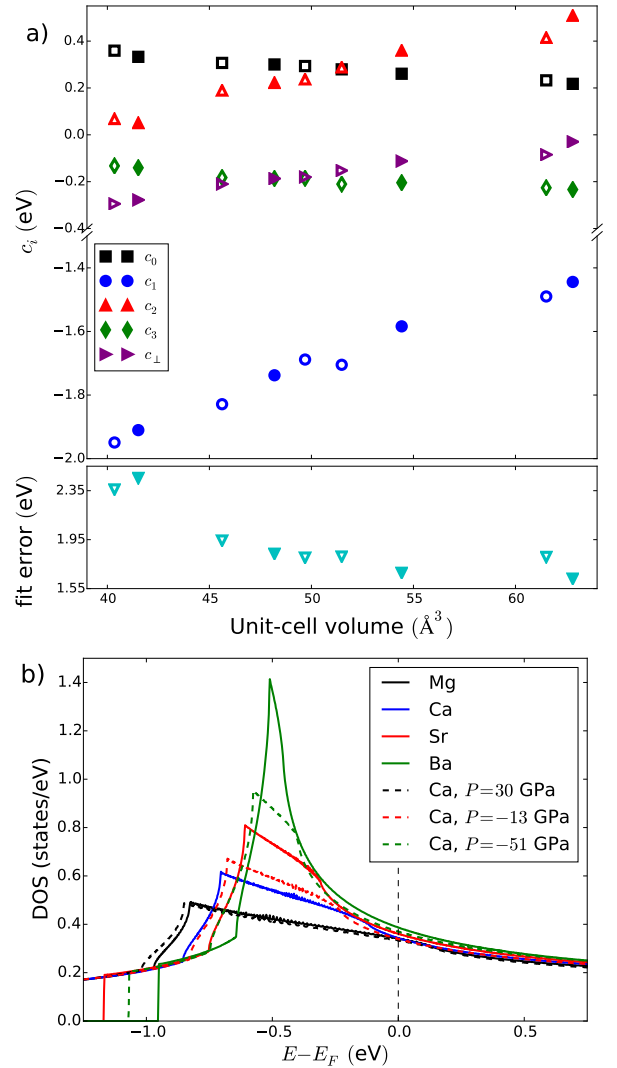 a)
0.4
0.2
0.0
−0.2
−0.4
−1.4
−1.6
−1.8
−2.0
c_i (eV)
c_0
c_1
c_2
c_3
c_⊥
2.35
1.95
1.55
fit error (eV)
40 45 50 55 60
Unit-cell volume (Å^3)
b)
1.4
1.2
1.0
0.8
0.6
0.4
0.2
0.0
DOS (states/eV)
Mg
Ca
Sr
Ba
Ca, P=30 GPa
Ca, P=−13 GPa
Ca, P=−51 GPa
−1.0 −0.5 0.0 0.5
E−E_F (eV)